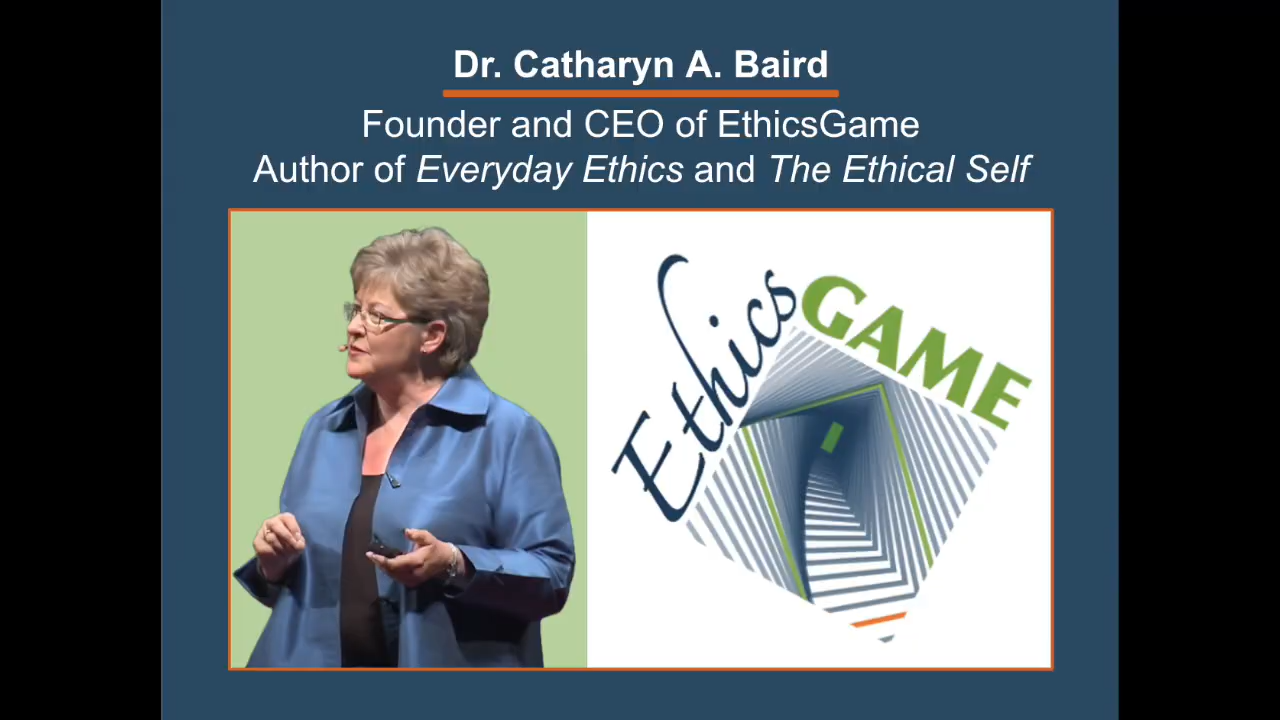 Dr. Catharyn A. Baird
Founder and CEO of EthicsGame
Author of Everyday Ethics and The Ethical Self
Ethics GAME